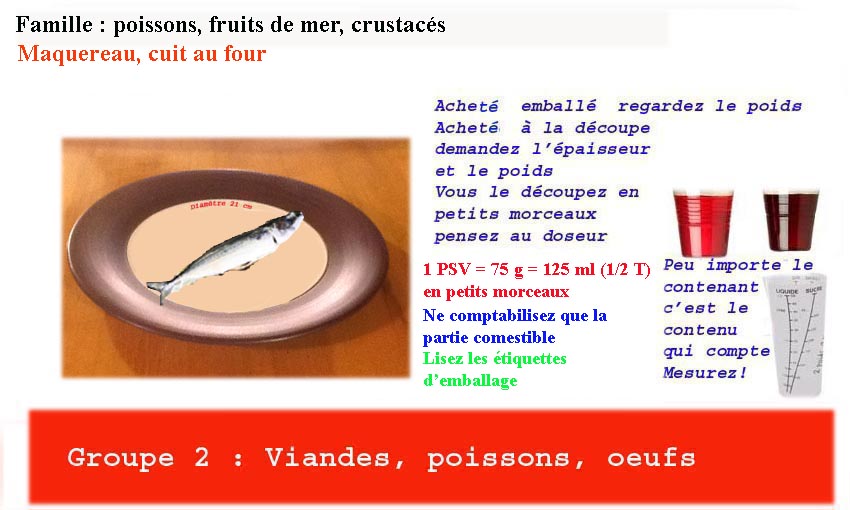 Famille : poissons, fruits de mer, crustacés
Maquereau, cuit au four
Acheté emballé regardez le poids
Acheté à la découpe
demandez l'épaisseur
et le poids
Vous le découpez en
petits morceaux
pensez au doseur
Diamètre 21 cm
1 PSV = 75 g = 125 ml (1/2 T)
en petits morceaux
Ne comptabilisez que la
partie comestible
Lisez les étiquettes
d'emballage
Peu importe le
contenant
c'est le
contenu
qui compte
Mesurez!
LIQUIDE SUCRE
Groupe 2 : Viandes, poissons, oeufs